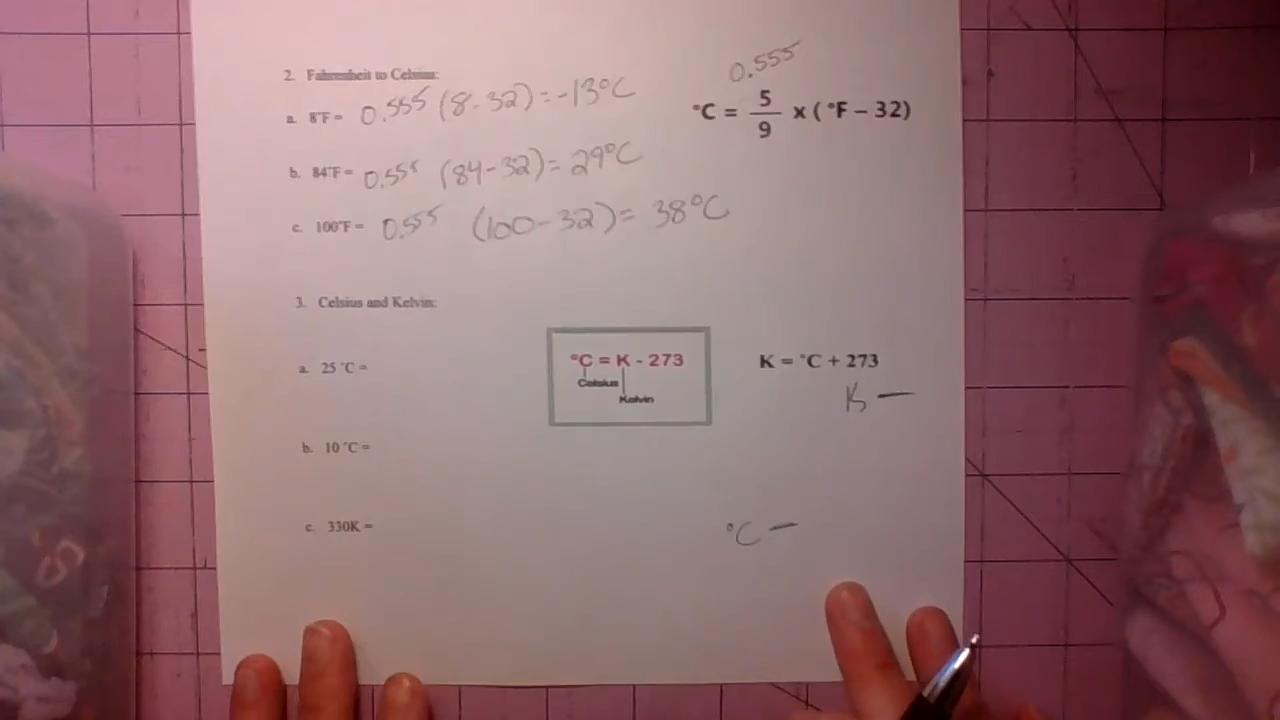 2. Fahrenheit to Celsius:
0.555
a. 8°F = 0.555 (8-32) = -13°C
°C = 5/9 x (°F – 32)
b. 84°F = 0.555 (84-32) = 29°C
c. 100°F = 0.555 (100-32) = 38°C
3. Celsius and Kelvin:
a. 25 °C =
°C = K - 273
Celsius
Kelvin
K = °C + 273
K —
b. 10 °C =
c. 330K =
°C —